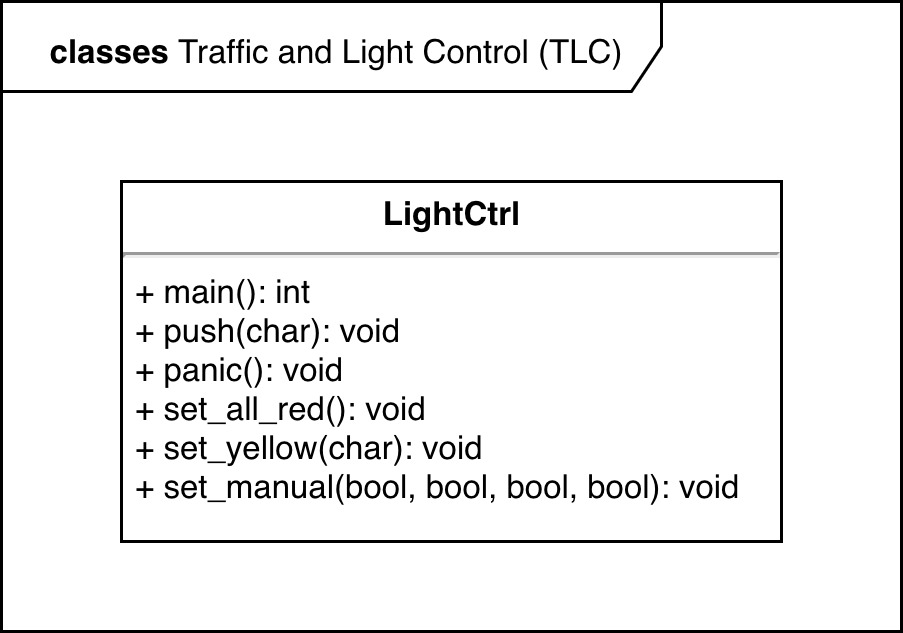 classes Traffic and Light Control (TLC)
LightCtrl
+ main(): int
+ push(char): void
+ panic(): void
+ set_all_red(): void
+ set_yellow(char): void
+ set_manual(bool, bool, bool, bool): void